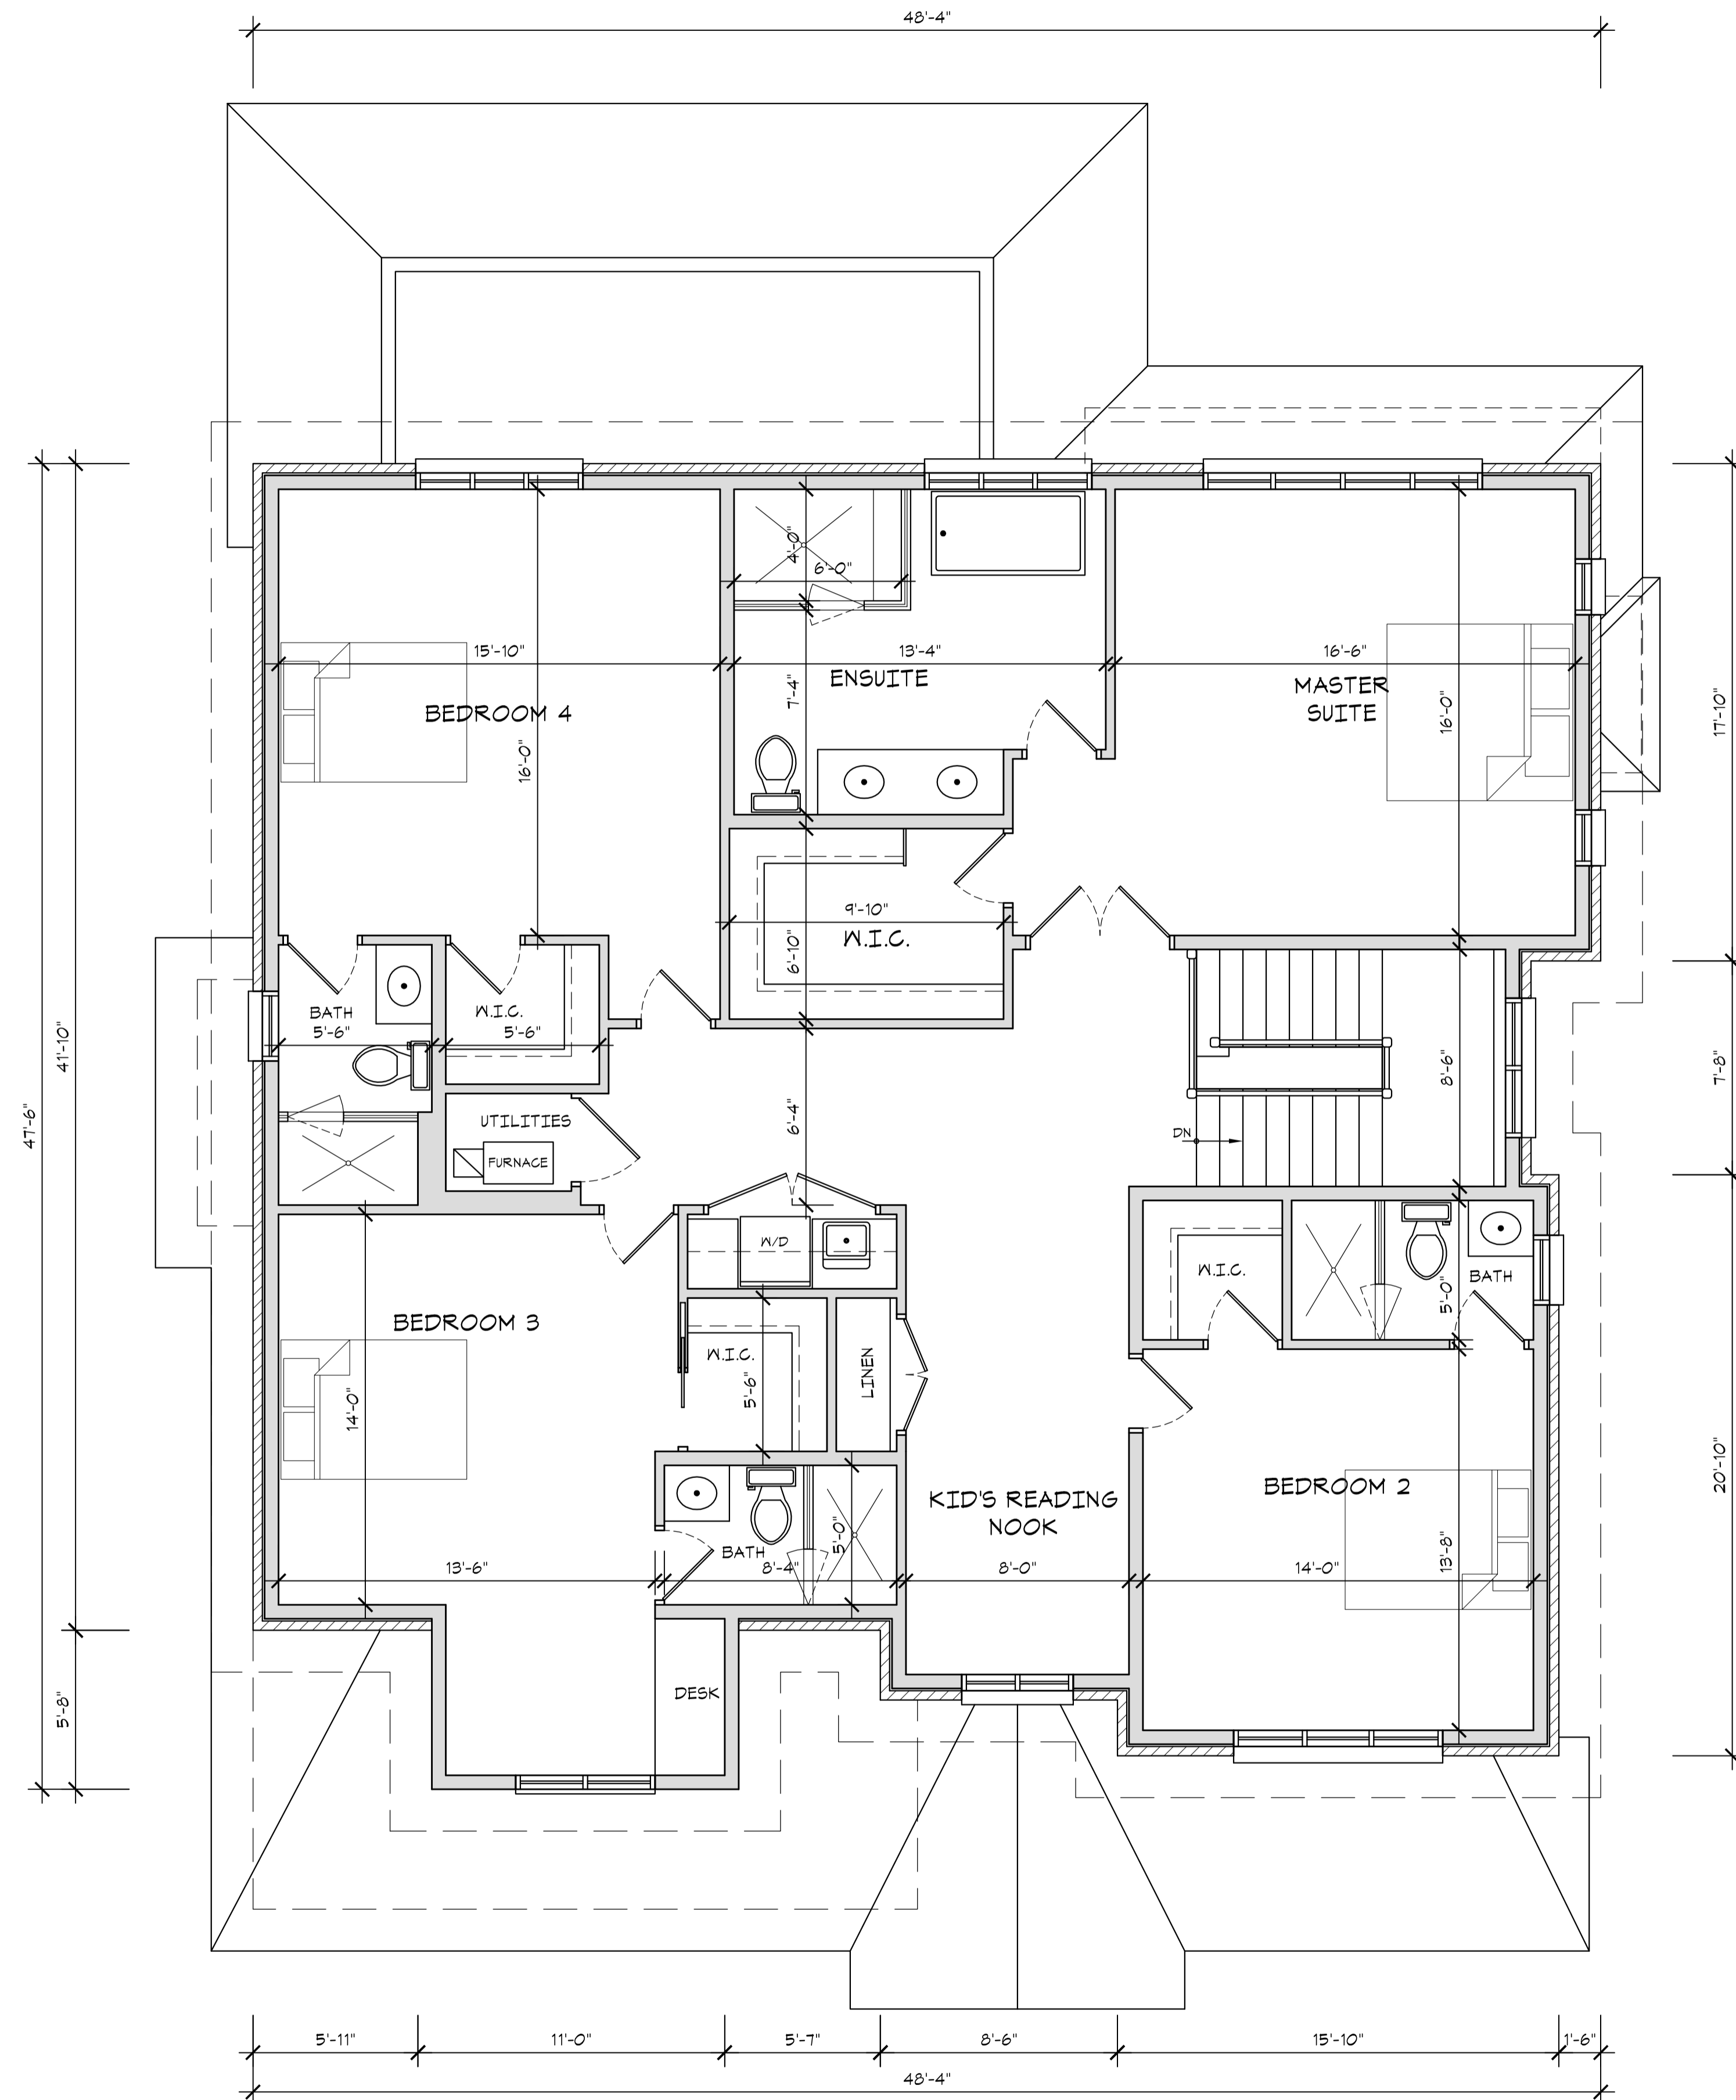 48'-4"
4'-0"
6'-0"
15'-10"
13'-4"
16'-6"
ENSUITE
MASTER
SUITE
7'-4"
16'-0"
17'-10"
BEDROOM 4
16'-0"
9'-10"
W.I.C.
6'-10"
BATH
5'-6"
W.I.C.
5'-6"
41'-10"
47'-6"
8'-6"
7'-8"
UTILITIES
FURNACE
6'-4"
DN
W/D
W.I.C.
BATH
5'-0"
BEDROOM 3
W.I.C.
5'-6"
LINEN
14'-0"
KID'S READING
NOOK
BEDROOM 2
20'-10"
BATH
5'-0"
13'-8"
13'-6"
8'-4"
8'-0"
14'-0"
DESK
5'-8"
5'-11"
11'-0"
5'-7"
8'-6"
15'-10"
1'-6"
48'-4"